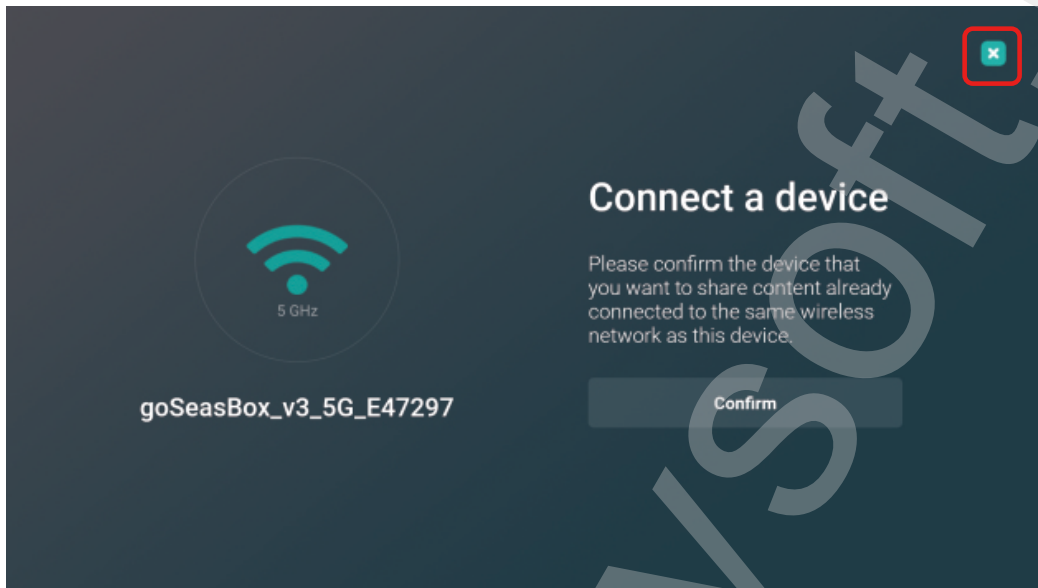 Connect a device
Please confirm the device that
you want to share content already
connected to the same wireless
network as this device.
Confirm
5 GHz
goSeasBox_v3_5G_E47297
ysoft